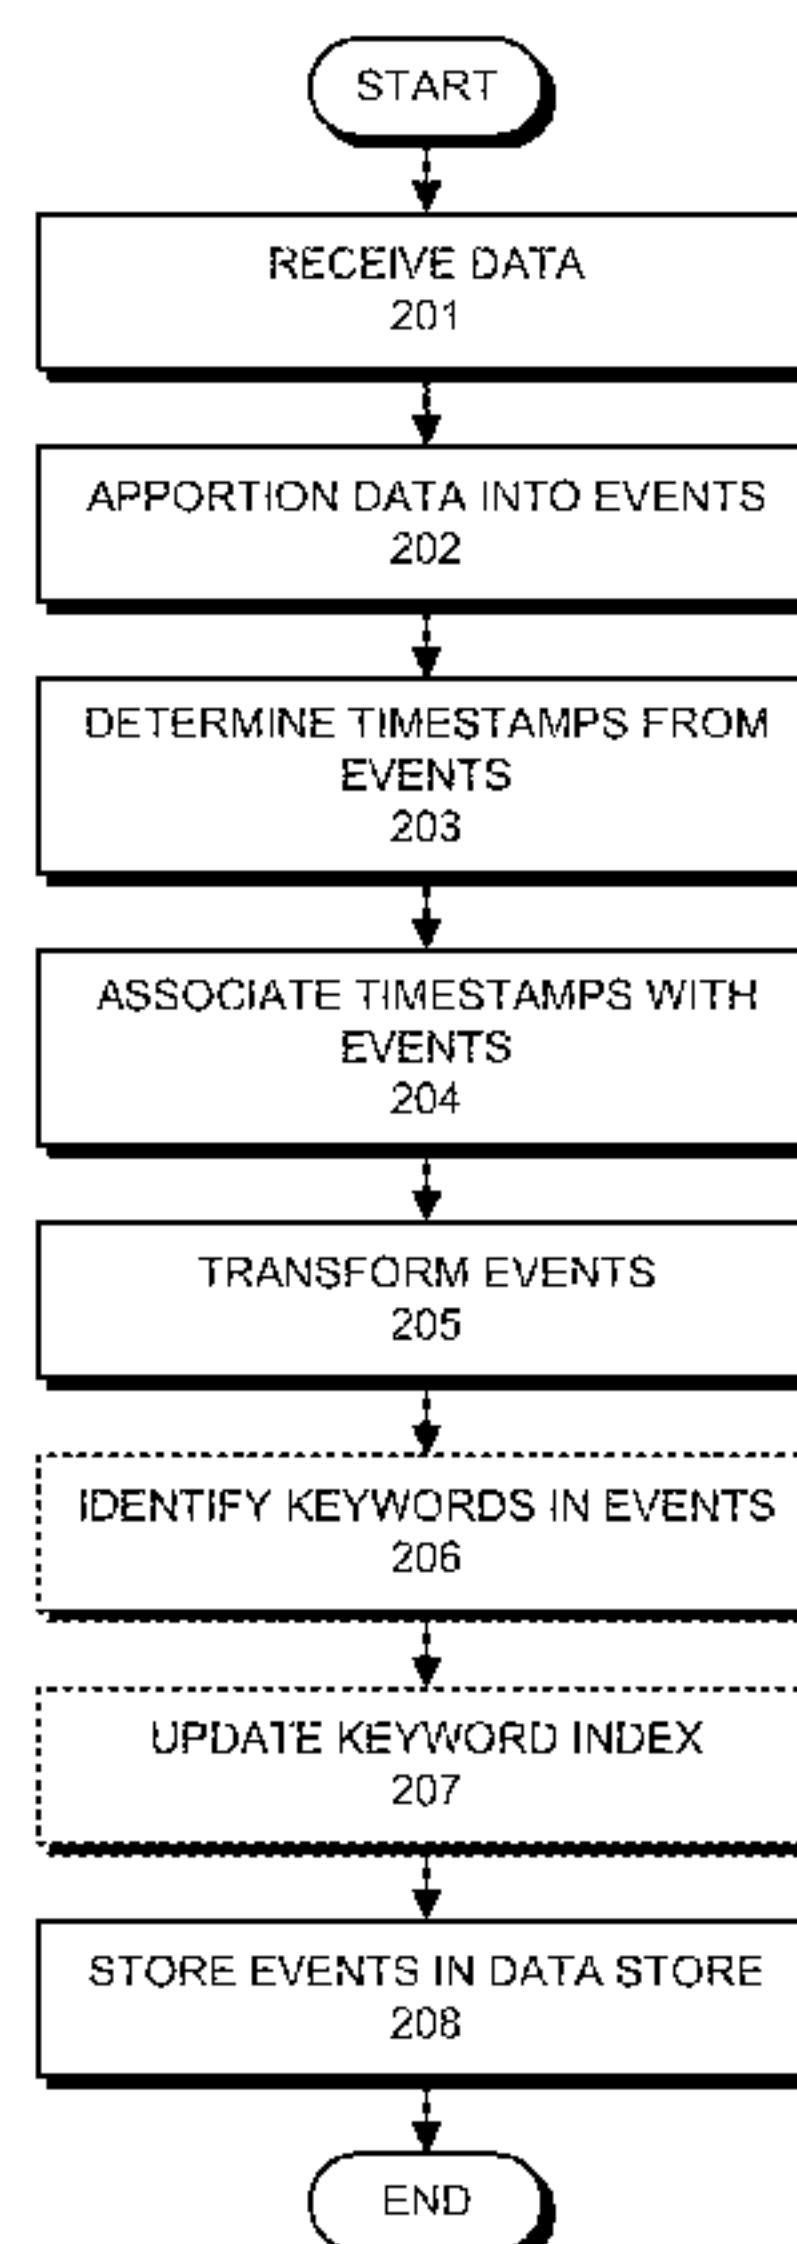 START
RECEIVE DATA
201
APPORTION DATA INTO EVENTS
202
DETERMINE TIMESTAMPS FROM
EVENTS
203
ASSOCIATE TIMESTAMPS WITH
EVENTS
204
TRANSFORM EVENTS
205
IDENTIFY KEYWORDS IN EVENTS
206
UPDATE KEYWORD INDEX
207
STORE EVENTS IN DATA STORE
208
END